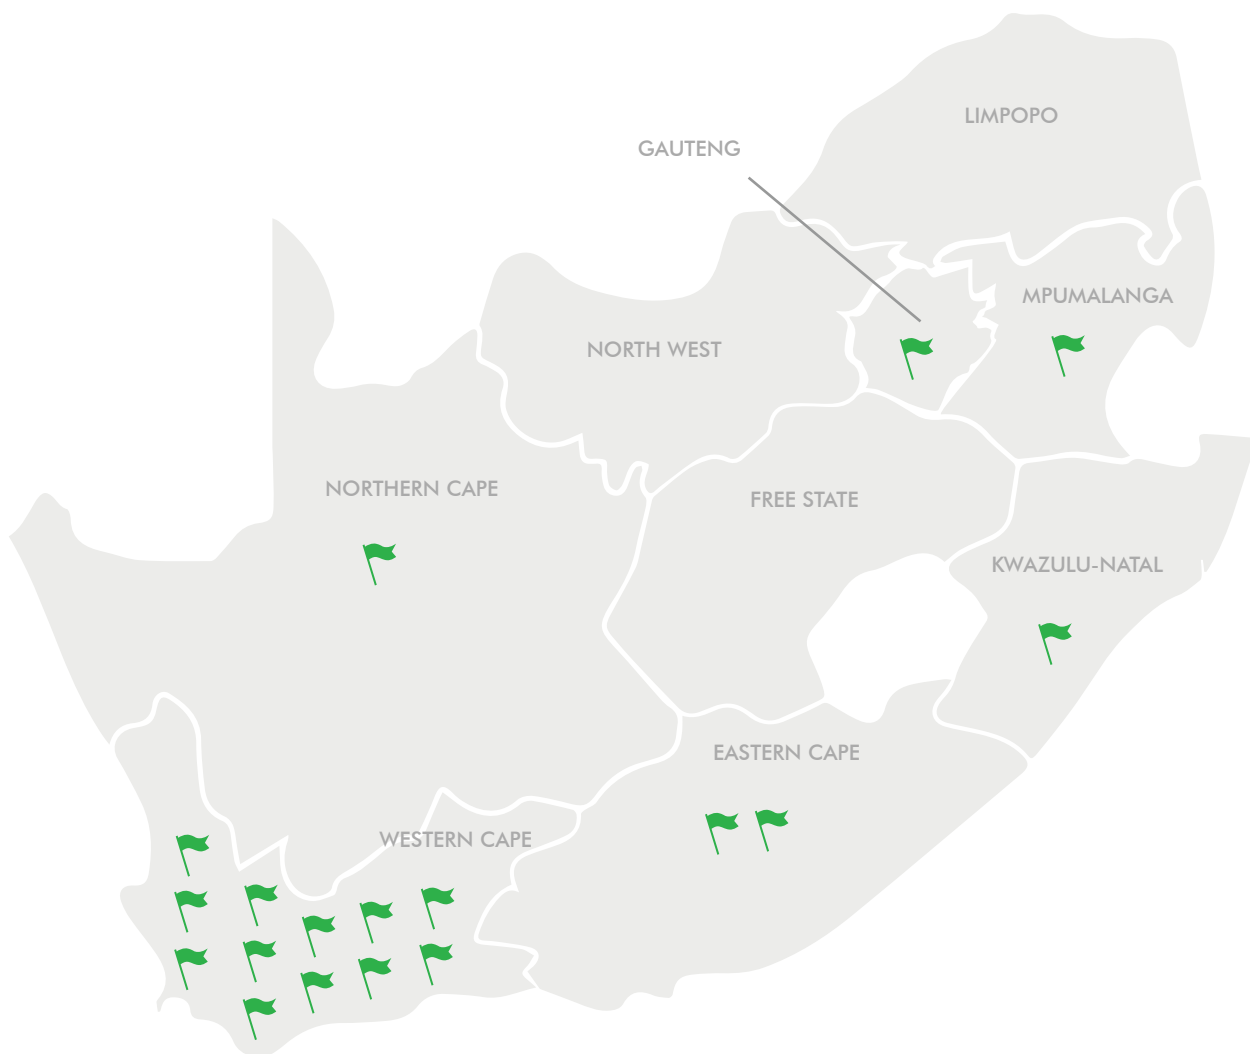 LIMPOPO
GAUTENG
MPUMALANGA
NORTH WEST
NORTHERN CAPE
FREE STATE
KWAZULU-NATAL
EASTERN CAPE
WESTERN CAPE